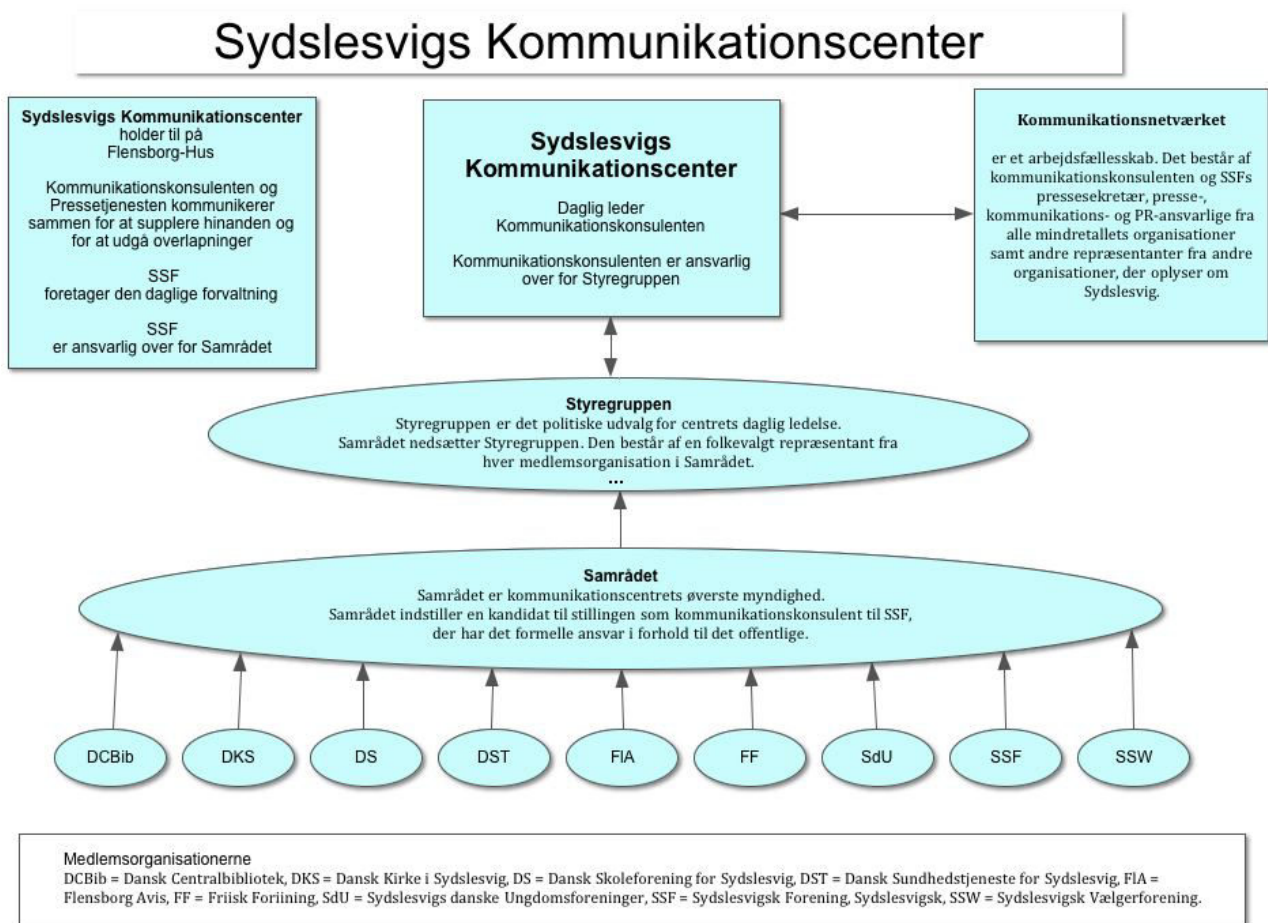 Sydslesvigs Kommunikationscenter
Sydslesvigs Kommunikationscenter
holder til på
Flensborg-Hus
Kommunikationskonsulenten og
Pressetjenesten kommunikerer
sammen for at supplere hinanden og
for at udgå overlapninger
SSF
foretager den daglige forvaltning
SSF
er ansvarlig over for Samrådet
Sydslesvigs
Kommunikationscenter
Daglig leder
Kommunikationskonsulenten
Kommunikationskonsulenten er ansvarlig
over for Styregruppen
Kommunikationsnetværket
er et arbejdsfællesskab. Det består af
kommunikationskonsulenten og SSFs
pressesekretær, presse-,
kommunikations- og PR-ansvarlige fra
alle mindretallets organisationer
samt andre repræsentanter fra andre
organisationer, der oplyser om
Sydslesvig.
Styregruppen
Styregruppen er det politiske udvalg for centrets daglig ledelse.
Samrådet nedsætter Styregruppen. Den består af en folkevalgt repræsentant fra
hver medlemsorganisation i Samrådet.
...
Samrådet
Samrådet er kommunikationscentrets øverste myndighed.
Samrådet indstiller en kandidat til stillingen som kommunikationskonsulent til SSF,
der har det formelle ansvar i forhold til det offentlige.
DCBib
DKS
DS
DST
FlA
FF
SdU
SSF
SSW
Medlemsorganisationerne
DCBib = Dansk Centralbibliotek, DKS = Dansk Kirke i Sydslesvig, DS = Dansk Skoleforening for Sydslesvig, DST = Dansk Sundhedstjeneste for Sydslesvig, FlA =
Flensborg Avis, FF = Friisk Foriining, SdU = Sydslesvigs danske Ungdomsforeninger, SSF = Sydslesvigsk Forening, Sydslesvigsk, SSW = Sydslesvigsk Vælgerforening.